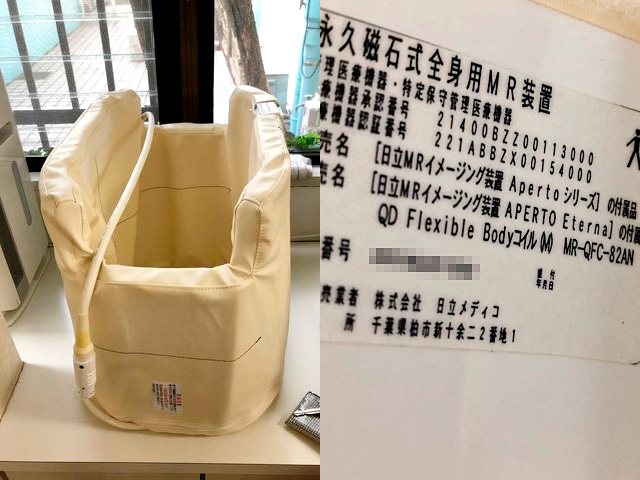 永久磁石式全身用MR装置
理医療機器・特定保守管理医療機器
療機器承認番号 21400BZZ00113000
療機器認証番号 221ABBZX00154000
売名 [日立MRイメージング装置 Apertoシリーズ] の付属品
売名 [日立MRイメージング装置 APERTO Eterna] の付属
QD Flexible Bodyコイル(M) MR-QFC-82AN
番号
据付
年月日
売業者 株式会社 日立メディコ
所 千葉県柏市新十余二2番地1